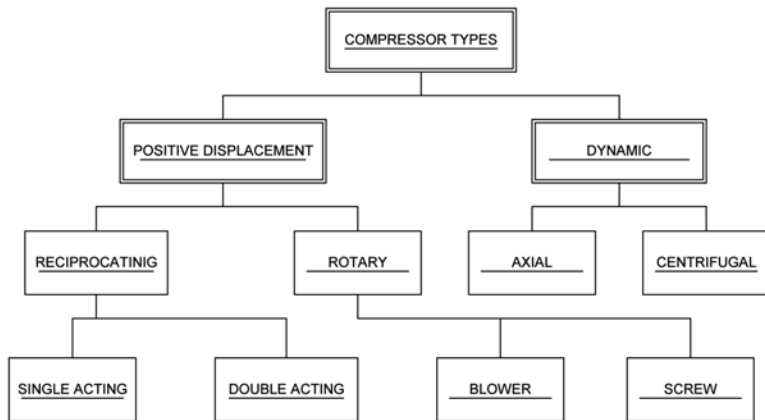 COMPRESSOR TYPES
POSITIVE DISPLACEMENT
DYNAMIC
RECIPROCATINIG
ROTARY
AXIAL
CENTRIFUGAL
SINGLE ACTING
DOUBLE ACTING
BLOWER
SCREW